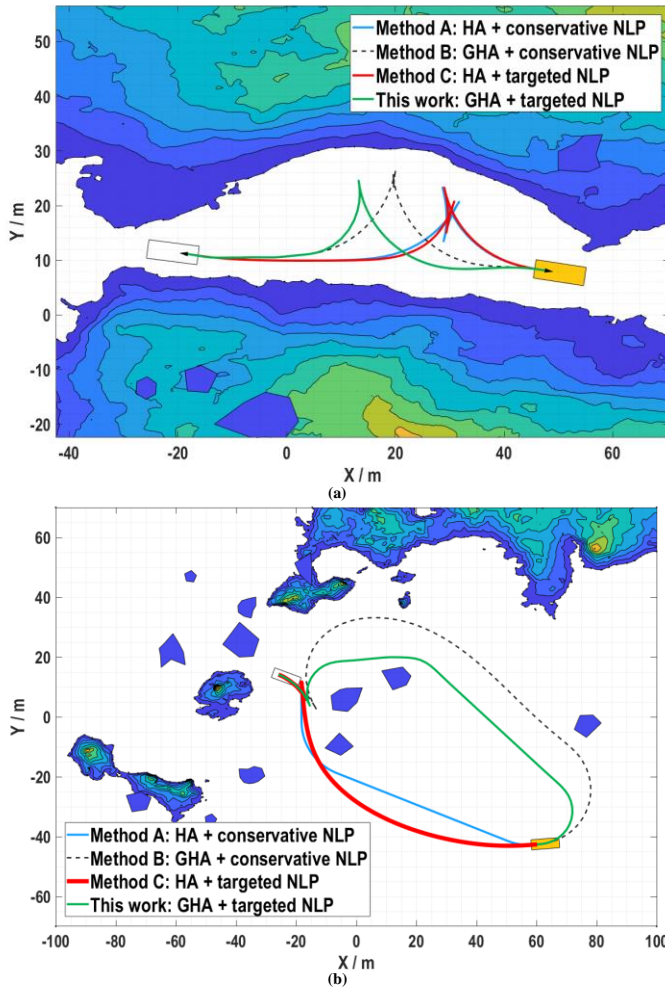 Method A: HA + conservative NLP
Method B: GHA + conservative NLP
Method C: HA + targeted NLP
This work: GHA + targeted NLP
Y / m
50
40
30
20
10
0
-10
-20
-40
-20
0
20
40
60
X / m
(a)
Y / m
60
40
20
0
-20
-40
-60
Method A: HA + conservative NLP
Method B: GHA + conservative NLP
Method C: HA + targeted NLP
This work: GHA + targeted NLP
-100
-80
-60
-40
-20
0
20
40
60
80
100
X / m
(b)